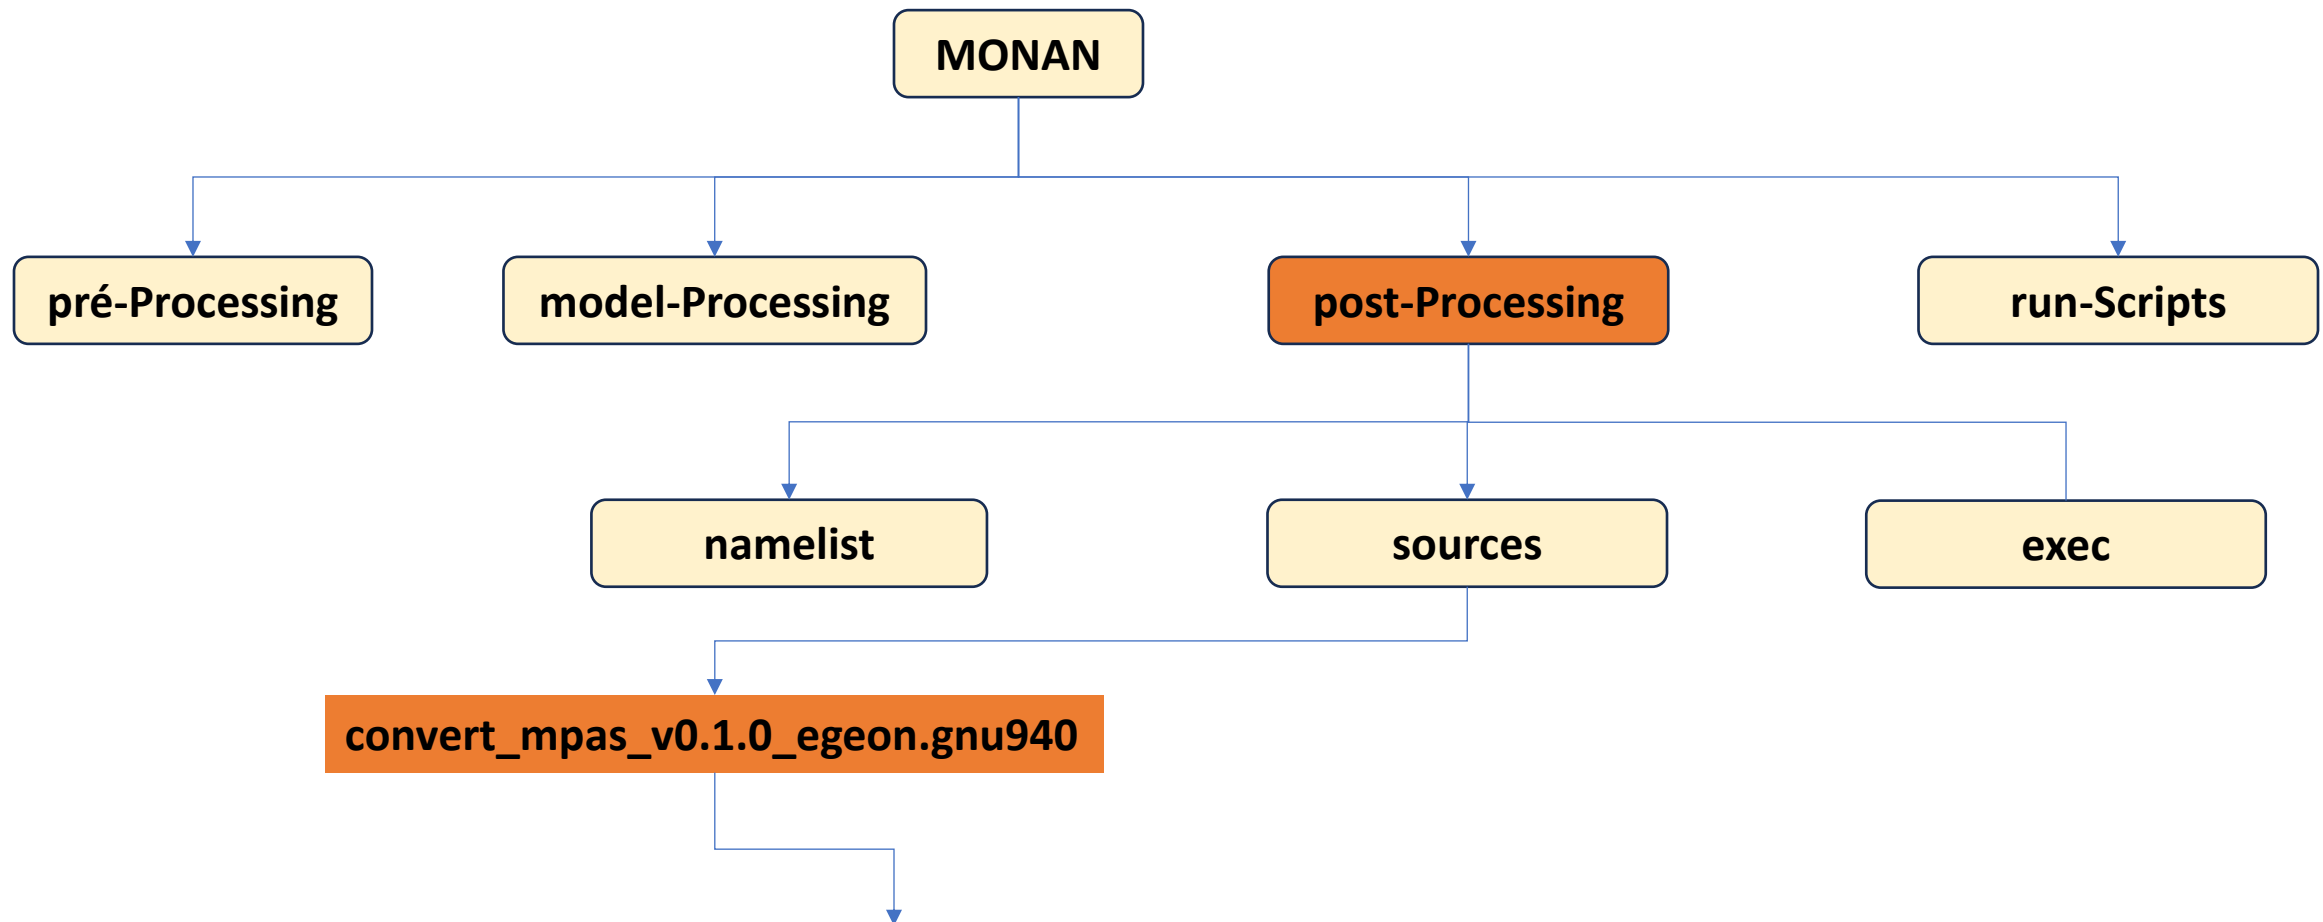 MONAN
pré-Processing
model-Processing
post-Processing
run-Scripts
namelist
sources
exec
convert_mpas_v0.1.0_egeon.gnu940